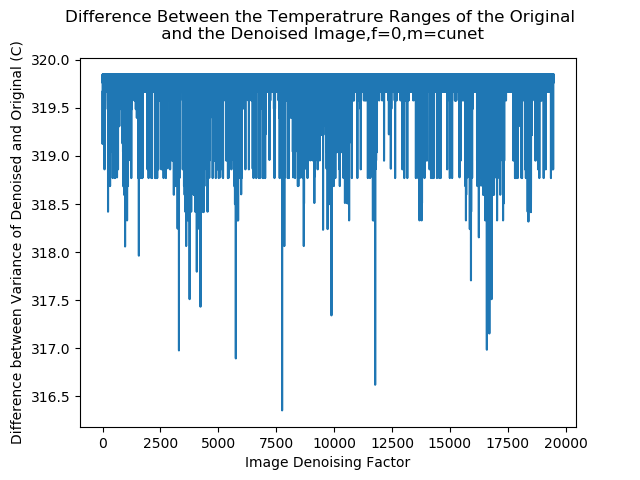 Difference Between the Temperatrure Ranges of the Original
and the Denoised Image,f=0,m=cunet
Difference between Variance of Denoised and Original (C)
320.0
319.5
319.0
318.5
318.0
317.5
317.0
316.5
0 2500 5000 7500 10000 12500 15000 17500 20000
Image Denoising Factor